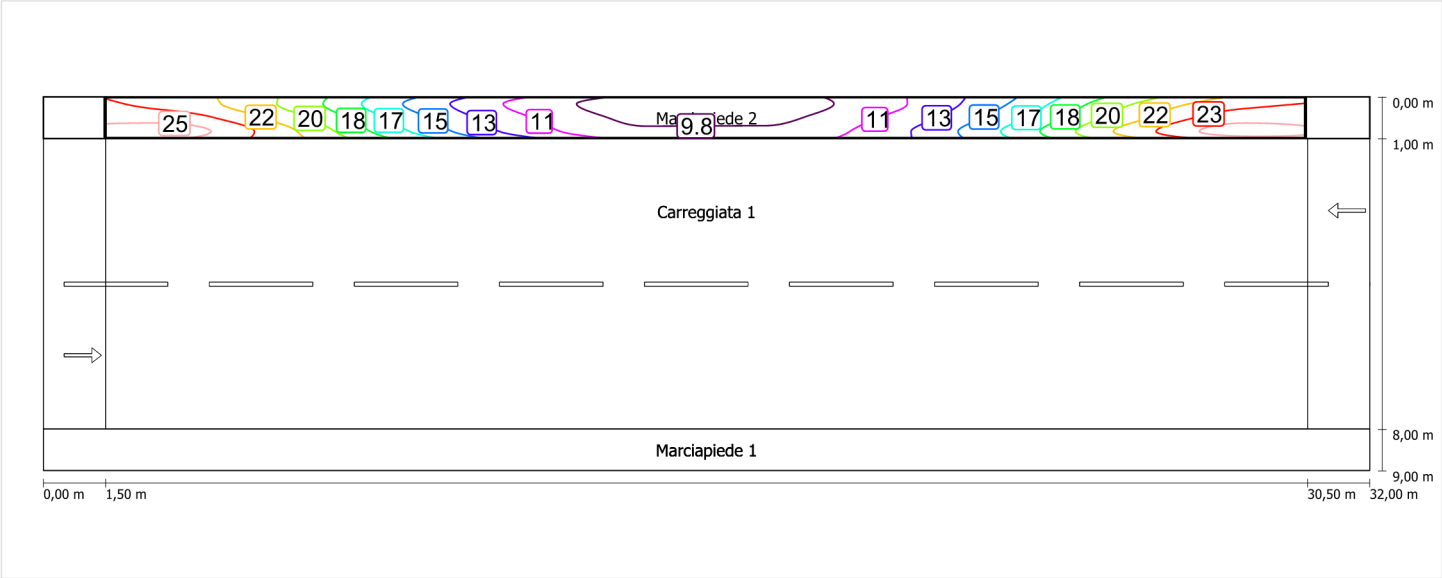 0,00 m
25 22 20 18 17 15 13 11 Marciapiede 2 9.8 11 13 15 17 18 20 22 23
1,00 m
Carreggiata 1
8,00 m
Marciapiede 1
9,00 m
0,00 m 1,50 m 30,50 m 32,00 m